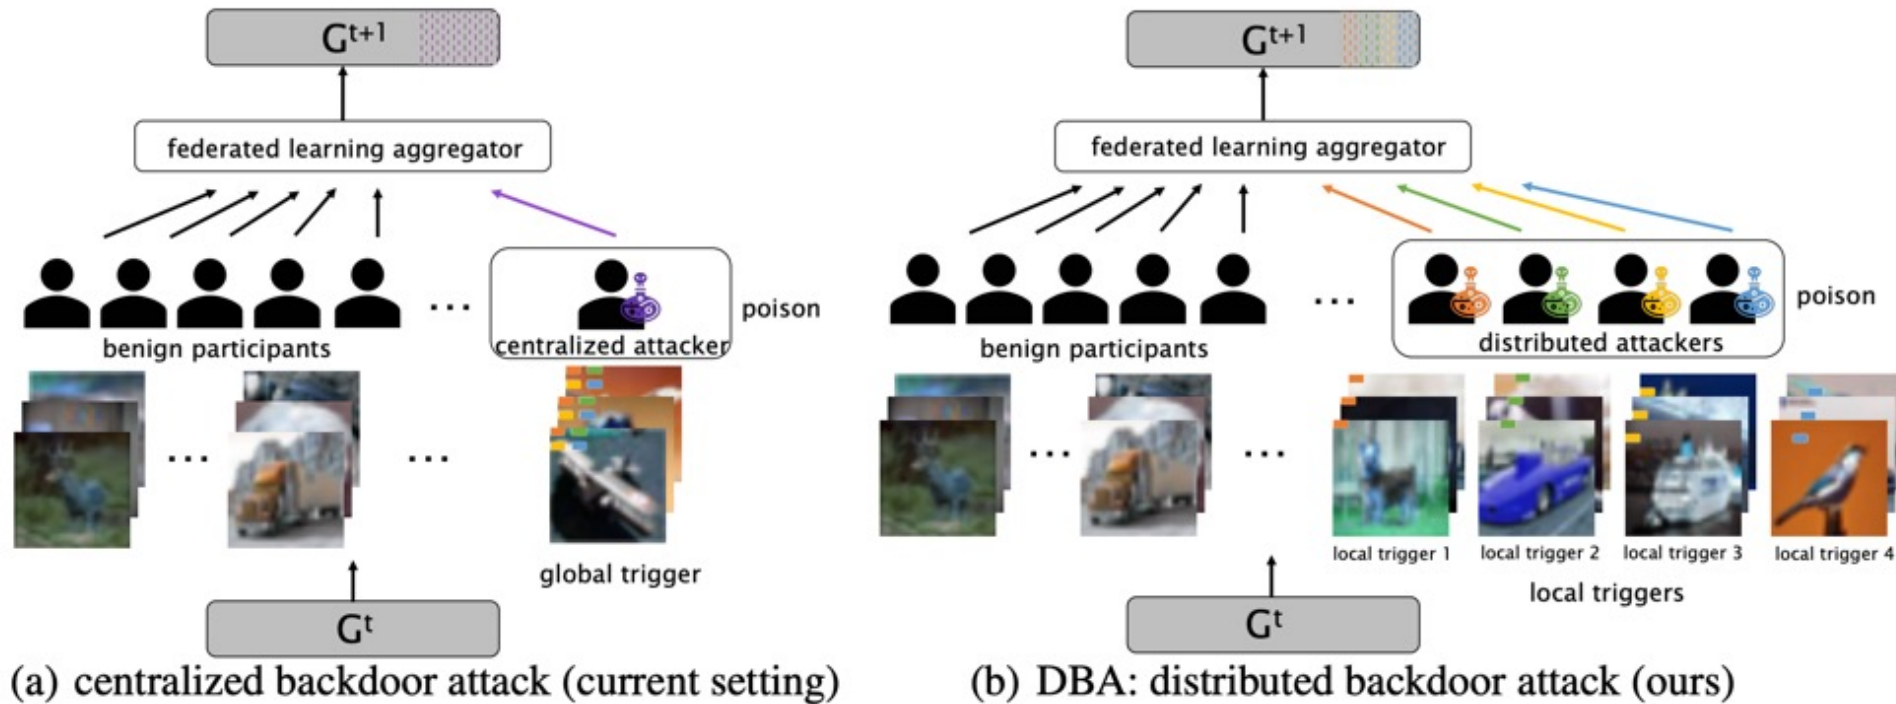 G^{t+1}
federated learning aggregator
...
poison
centralized attacker
benign participants
...
...
global trigger
G^t
(a) centralized backdoor attack (current setting)
G^{t+1}
federated learning aggregator
...
poison
distributed attackers
benign participants
...
...
local trigger 1
local trigger 2
local trigger 3
local trigger 4
local triggers
G^t
(b) DBA: distributed backdoor attack (ours)